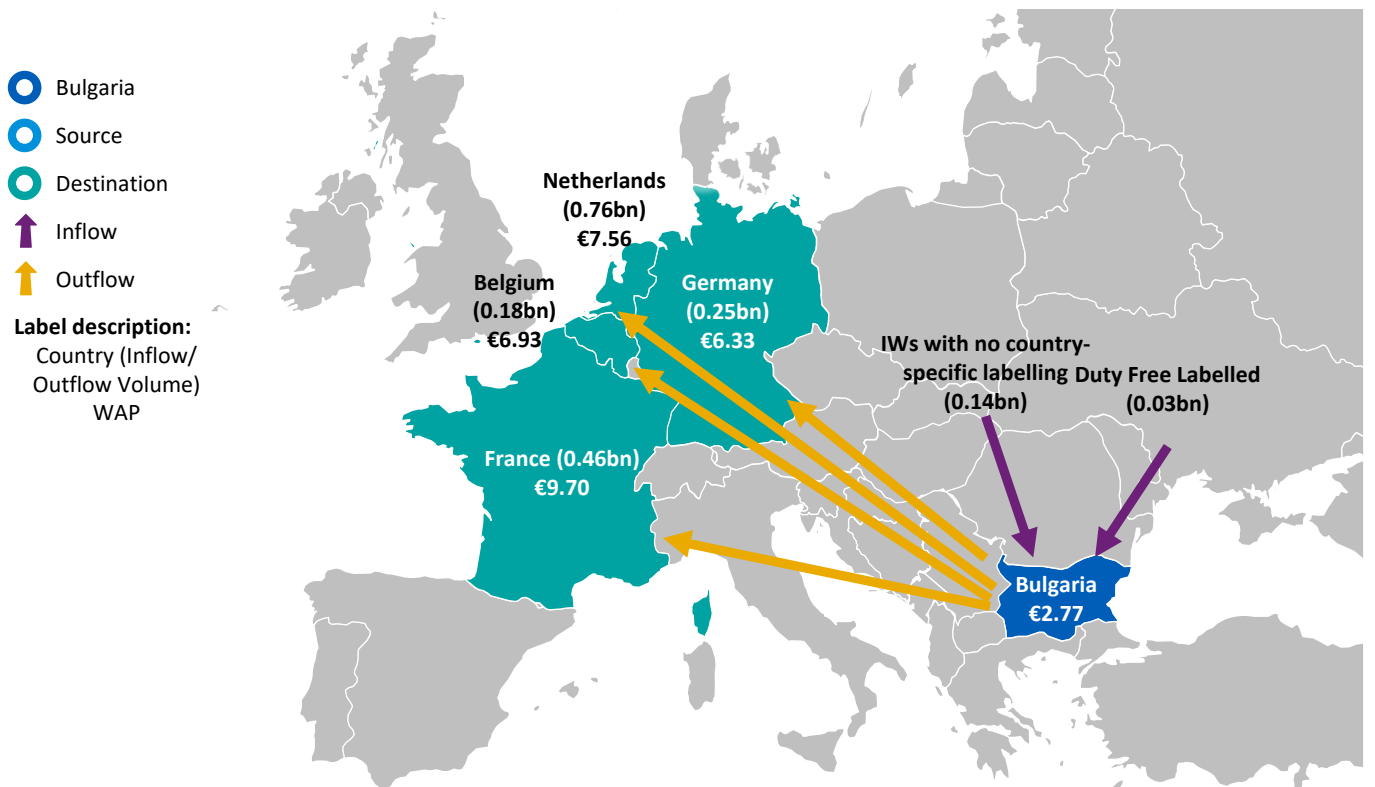 Bulgaria
Source
Destination
Inflow
Outflow
Label description:
Country (Inflow/
Outflow Volume)
WAP
Netherlands
(0.76bn)
€7.56
Belgium
(0.18bn)
€6.93
Germany
(0.25bn)
€6.33
France (0.46bn)
€9.70
IWs with no country-
specific labelling
(0.14bn)
Duty Free Labelled
(0.03bn)
Bulgaria
€2.77